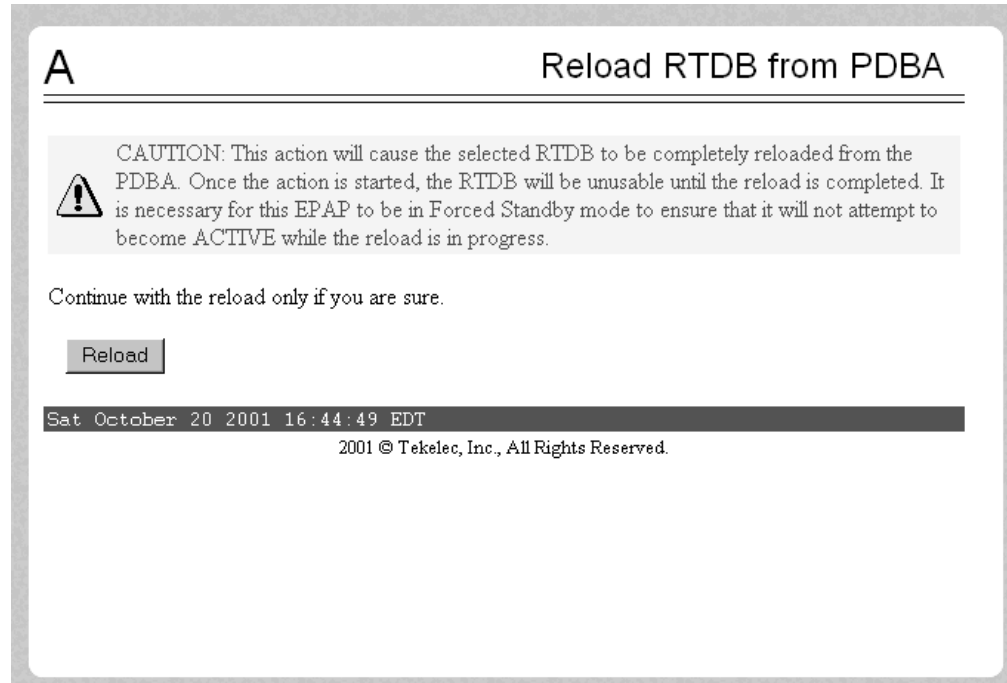 A
Reload RTDB from PDBA
CAUTION: This action will cause the selected RTDB to be completely reloaded from the
PDBA. Once the action is started, the RTDB will be unusable until the reload is completed. It
is necessary for this EPAP to be in Forced Standby mode to ensure that it will not attempt to
become ACTIVE while the reload is in progress.
Continue with the reload only if you are sure.
Reload
Sat October 20 2001 16:44:49 EDT
2001 © Tekelec, Inc., All Rights Reserved.